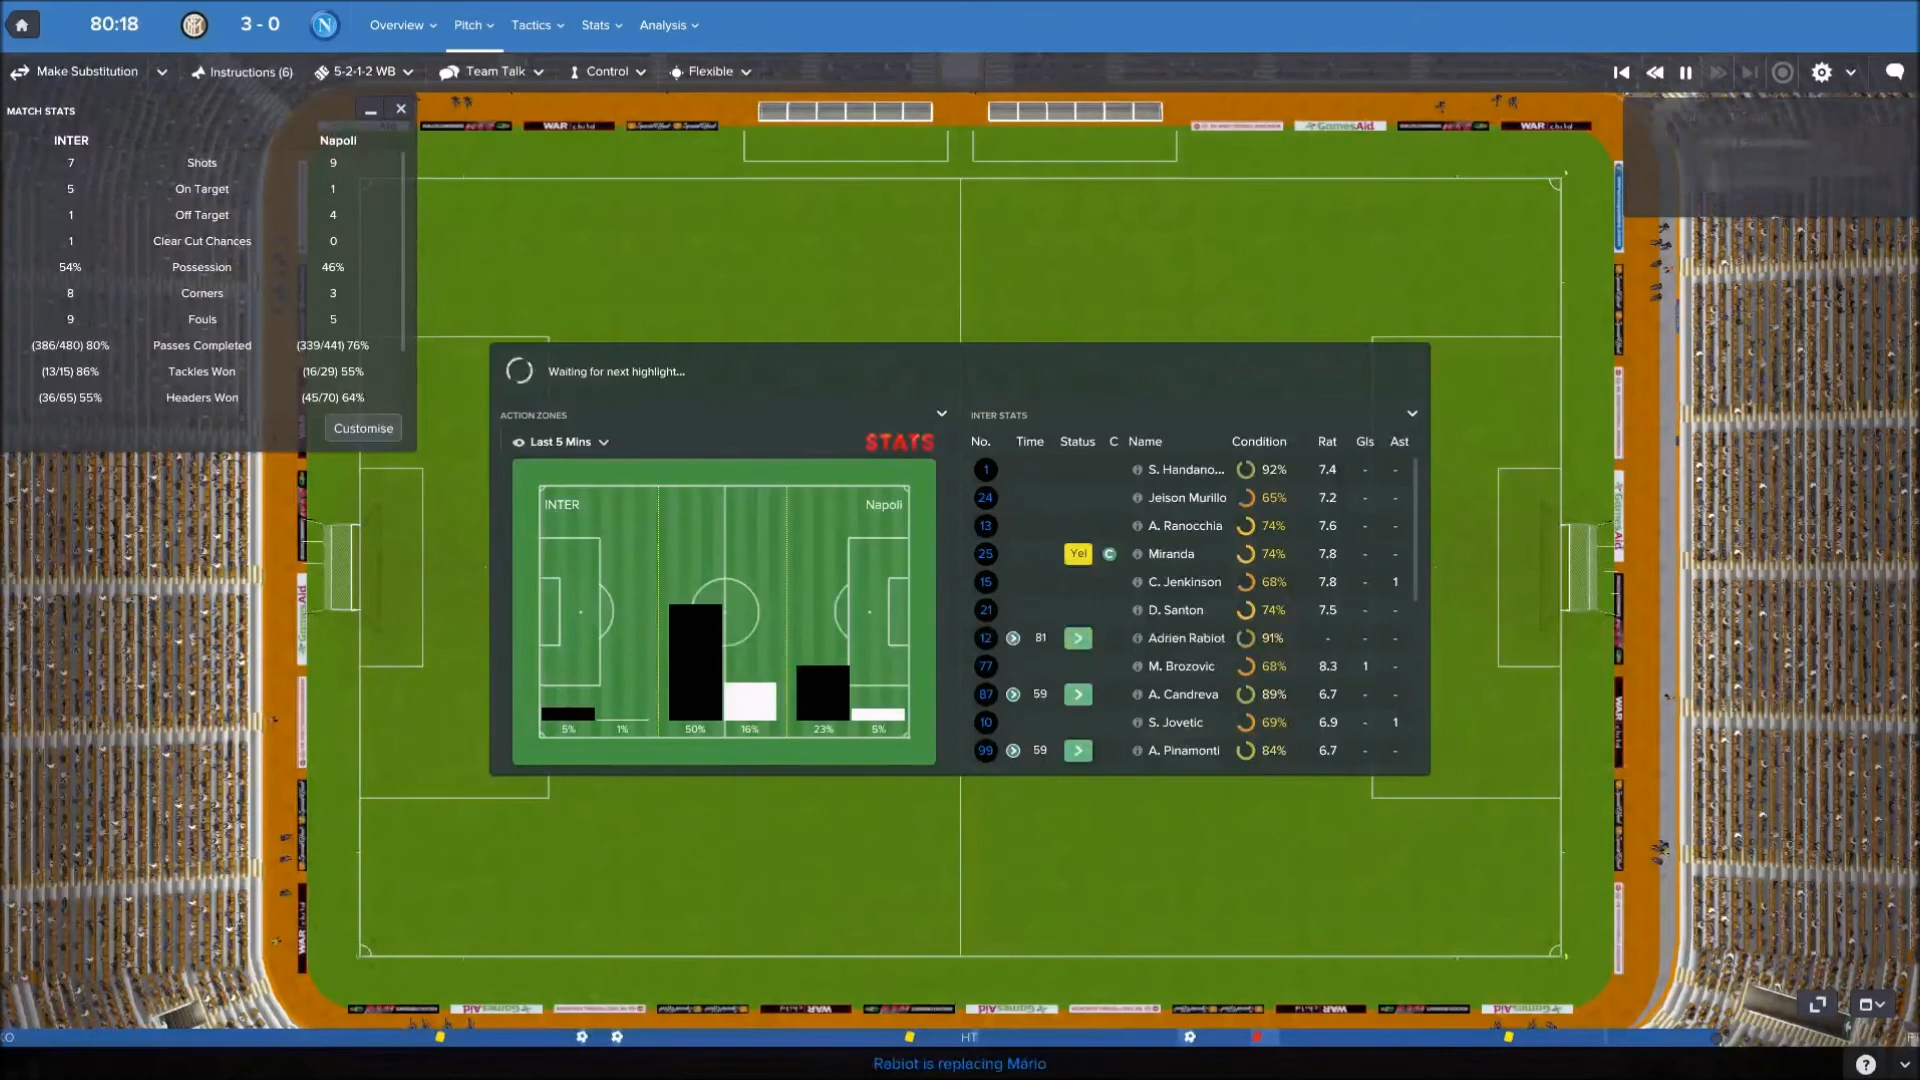 80:18 3 - 0 N Overview Pitch Tactics Stats Analysis
Make Substitution Instructions (6) 5-2-1-2 WB Team Talk Control Flexible
MATCH STATS
INTER Napoli
7 Shots 9
5 On Target 1
1 Off Target 4
1 Clear Cut Chances 0
54% Possession 46%
8 Corners 3
9 Fouls 5
(386/480) 80% Passes Completed (339/441) 76%
(13/15) 86% Tackles Won (16/29) 55%
(36/65) 55% Headers Won (45/70) 64%
Customise
WAR child
GamesAid
WAR child
Waiting for next highlight...
ACTION ZONES
Last 5 Mins STATS
INTER Napoli
5% 1% 50% 16% 23% 5%
INTER STATS
No. Time Status C Name Condition Rat Gls Ast
1 S. Handano... 92% 7.4 - -
24 Jeison Murillo 65% 7.2 - -
13 A. Ranocchia 74% 7.6 - -
25 Yel C Miranda 74% 7.8 - -
15 C. Jenkinson 68% 7.8 - 1
21 D. Santon 74% 7.5 - -
12 81 Adrien Rabiot 91% - - -
77 M. Brozovic 68% 8.3 1 -
87 59 A. Candreva 89% 6.7 - -
10 S. Jovetic 69% 6.9 - 1
99 59 A. Pinamonti 84% 6.7 - -
HT
Rabiot is replacing Mário
?